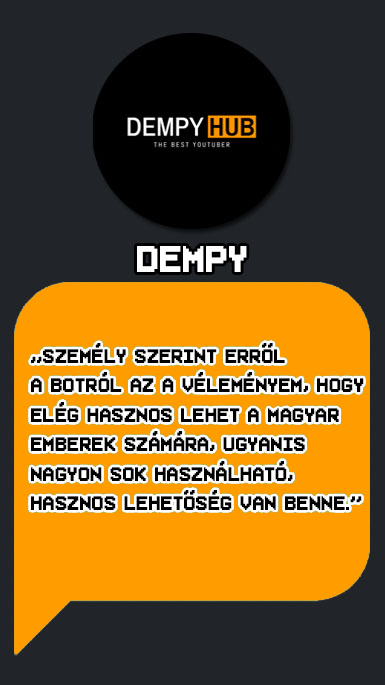 DEMPY HUB
THE BEST YOUTUBER
DEMPY
„SZEMÉLY SZERINT ERRŐL
A BOTRÓL AZ A VÉLEMÉNYEM, HOGY
ELÉG HASZNOS LEHET A MAGYAR
EMBEREK SZÁMÁRA, UGYANIS
NAGYON SOK HASZNÁLHATÓ,
HASZNOS LEHETŐSÉG VAN BENNE.”